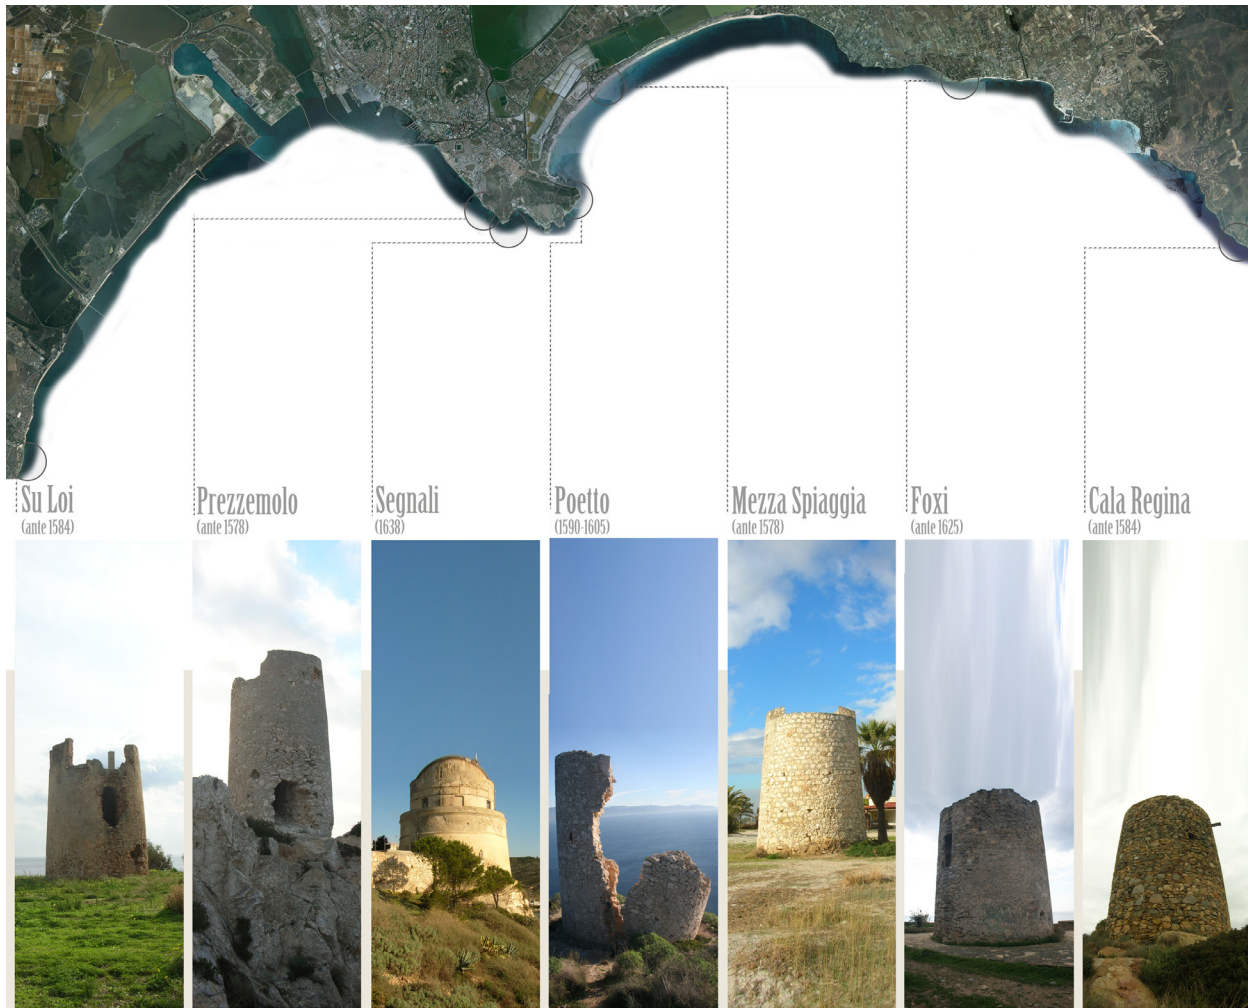 Su Loi
(ante 1584)
Prezzemolo
(ante 1578)
Segnali
(1638)
Poetto
(1590-1605)
Mezza Spiaggia
(ante 1578)
Foxi
(ante 1625)
Cala Regina
(ante 1584)